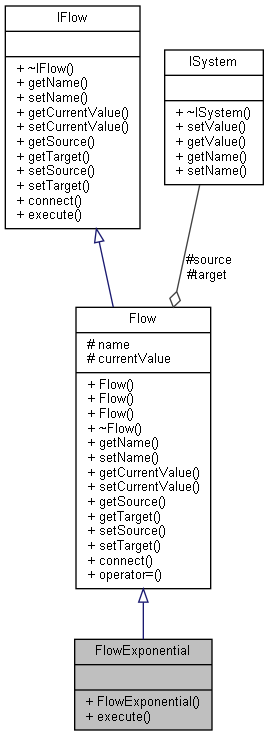 IFlow
+ ~IFlow()
+ getName()
+ setName()
+ getCurrentValue()
+ setCurrentValue()
+ getSource()
+ getTarget()
+ setSource()
+ setTarget()
+ connect()
+ execute()
ISystem
+ ~ISystem()
+ setValue()
+ getValue()
+ getName()
+ setName()
#source
#target
Flow
# name
# currentValue
+ Flow()
+ Flow()
+ Flow()
+ ~Flow()
+ getName()
+ setName()
+ getCurrentValue()
+ setCurrentValue()
+ getSource()
+ getTarget()
+ setSource()
+ setTarget()
+ connect()
+ operator=()
FlowExponential
+ FlowExponential()
+ execute()